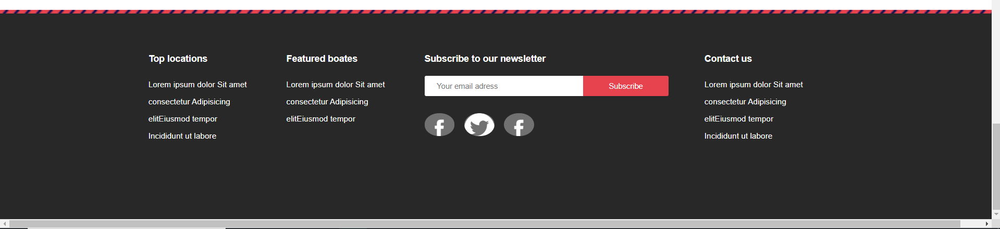 Top locations
Lorem ipsum dolor Sit amet
consectetur Adipisicing
elitEiusmod tempor
Incididunt ut labore
Featured boates
Lorem ipsum dolor Sit amet
consectetur Adipisicing
elitEiusmod tempor
Subscribe to our newsletter
Your email adress
Subscribe
Contact us
Lorem ipsum dolor Sit amet
consectetur Adipisicing
elitEiusmod tempor
Incididunt ut labore